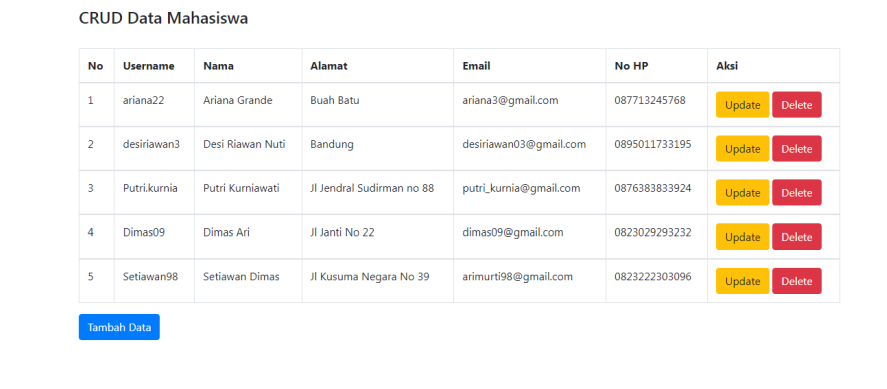 CRUD Data Mahasiswa
No Username Nama Alamat Email No HP Aksi
1 ariana22 Ariana Grande Buah Batu ariana3@gmail.com 087713245768 Update Delete
2 desiriawan3 Desi Riawan Nuti Bandung desiriawan03@gmail.com 0895011733195 Update Delete
3 Putri.kurnia Putri Kurniawati Jl Jendral Sudirman no 88 putri_kurnia@gmail.com 0876383833924 Update Delete
4 Dimas09 Dimas Ari Jl Janti No 22 dimas09@gmail.com 0823029293232 Update Delete
5 Setiawan98 Setiawan Dimas Jl Kusuma Negara No 39 arimurti98@gmail.com 0823222303096 Update Delete
Tambah Data